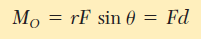 M_O = rF sin θ = Fd